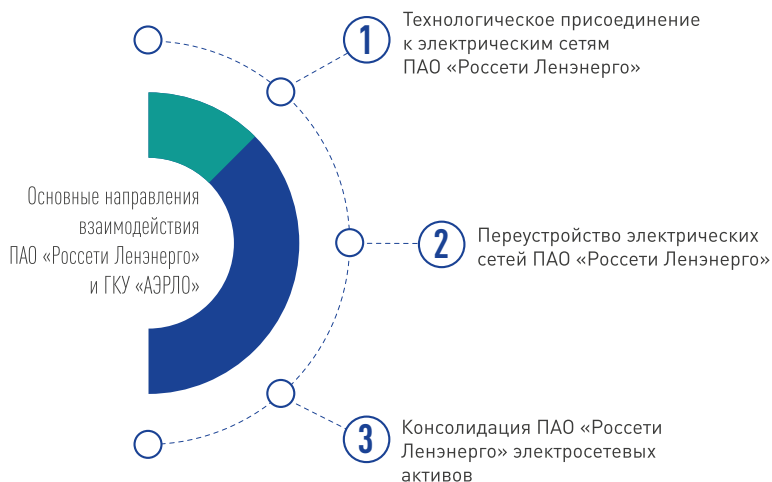 Основные направления
взаимодействия
ПАО «Россети Ленэнерго»
и ГКУ «АЭРЛО»
1
Технологическое присоединение
к электрическим сетям
ПАО «Россети Ленэнерго»
2
Переустройство электрических
сетей ПАО «Россети Ленэнерго»
3
Консолидация ПАО «Россети
Ленэнерго» электросетевых
активов